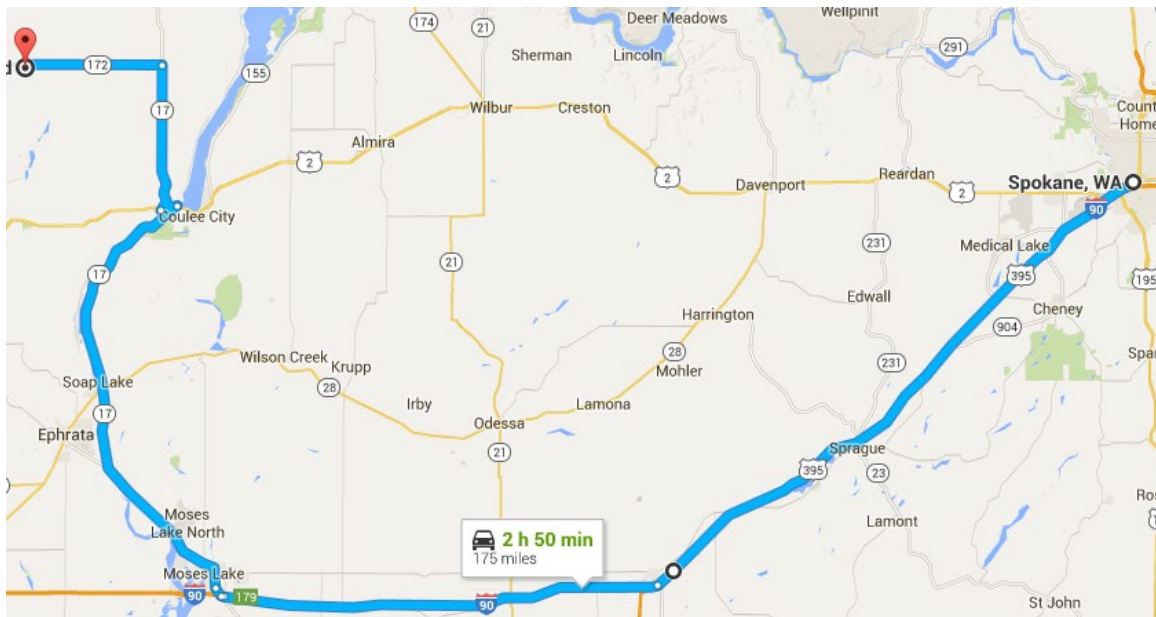 174
21
Deer Meadows
Wellpinit
Sherman
Lincoln
291
d
172
155
17
Wilbur
Creston
Count
Home
Almira
2
2
Davenport
Reardan
2
Spokane, WA
Coulee City
90
231
Medical Lake
17
21
395
195
Edwall
Cheney
Harrington
904
Wilson Creek
Krupp
28
Mohler
Spa
231
Soap Lake
28
17
Irby
Lamona
Ephrata
Odessa
21
Sprague
395
23
Ros
Moses
Lake North
Lamont
2 h 50 min
175 miles
Moses Lake
90
179
90
St John